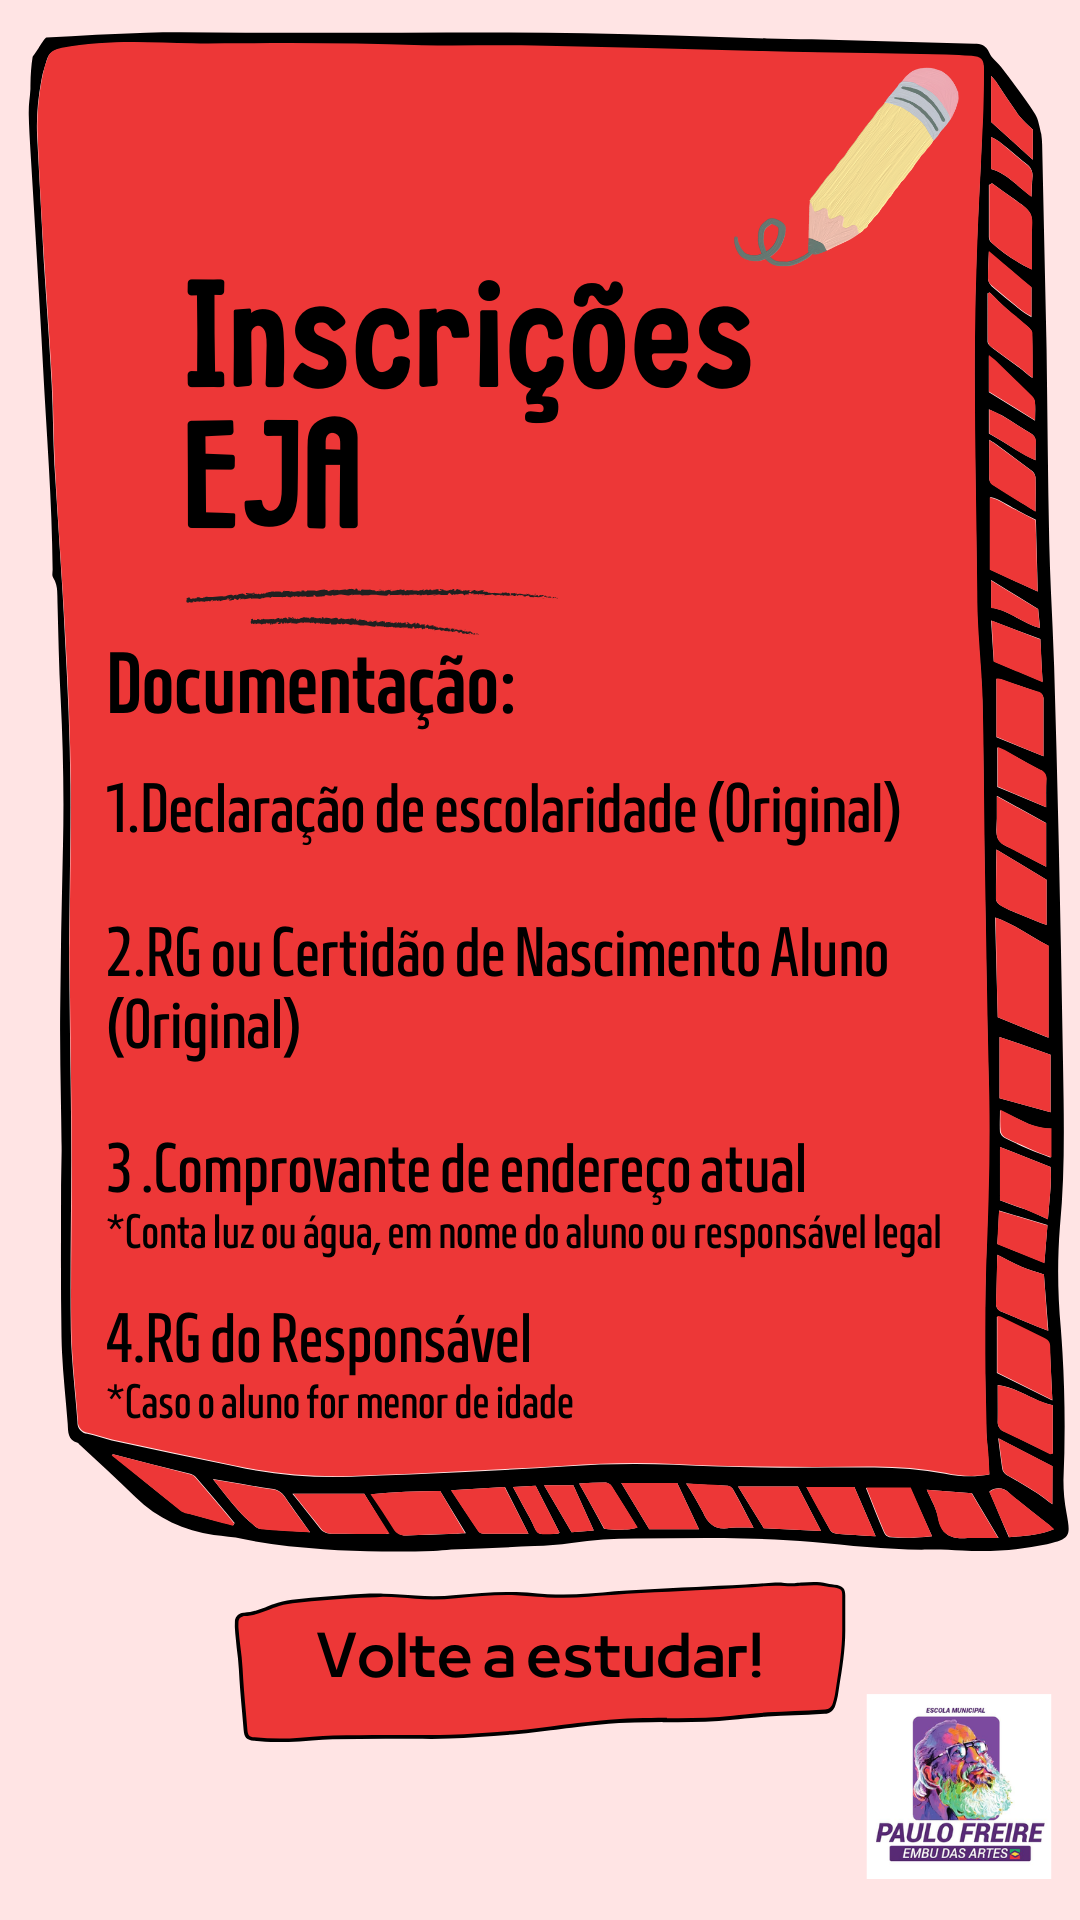 Inscrições
EJA
Documentação:
1.Declaração de escolaridade (Original)
2.RG ou Certidão de Nascimento Aluno
(Original)
3 .Comprovante de endereço atual
*Conta luz ou água, em nome do aluno ou responsável legal
4.RG do Responsável
*Caso o aluno for menor de idade
Volte a estudar!
ESCOLA MUNICIPAL
PAULO FREIRE
EMBU DAS ARTES